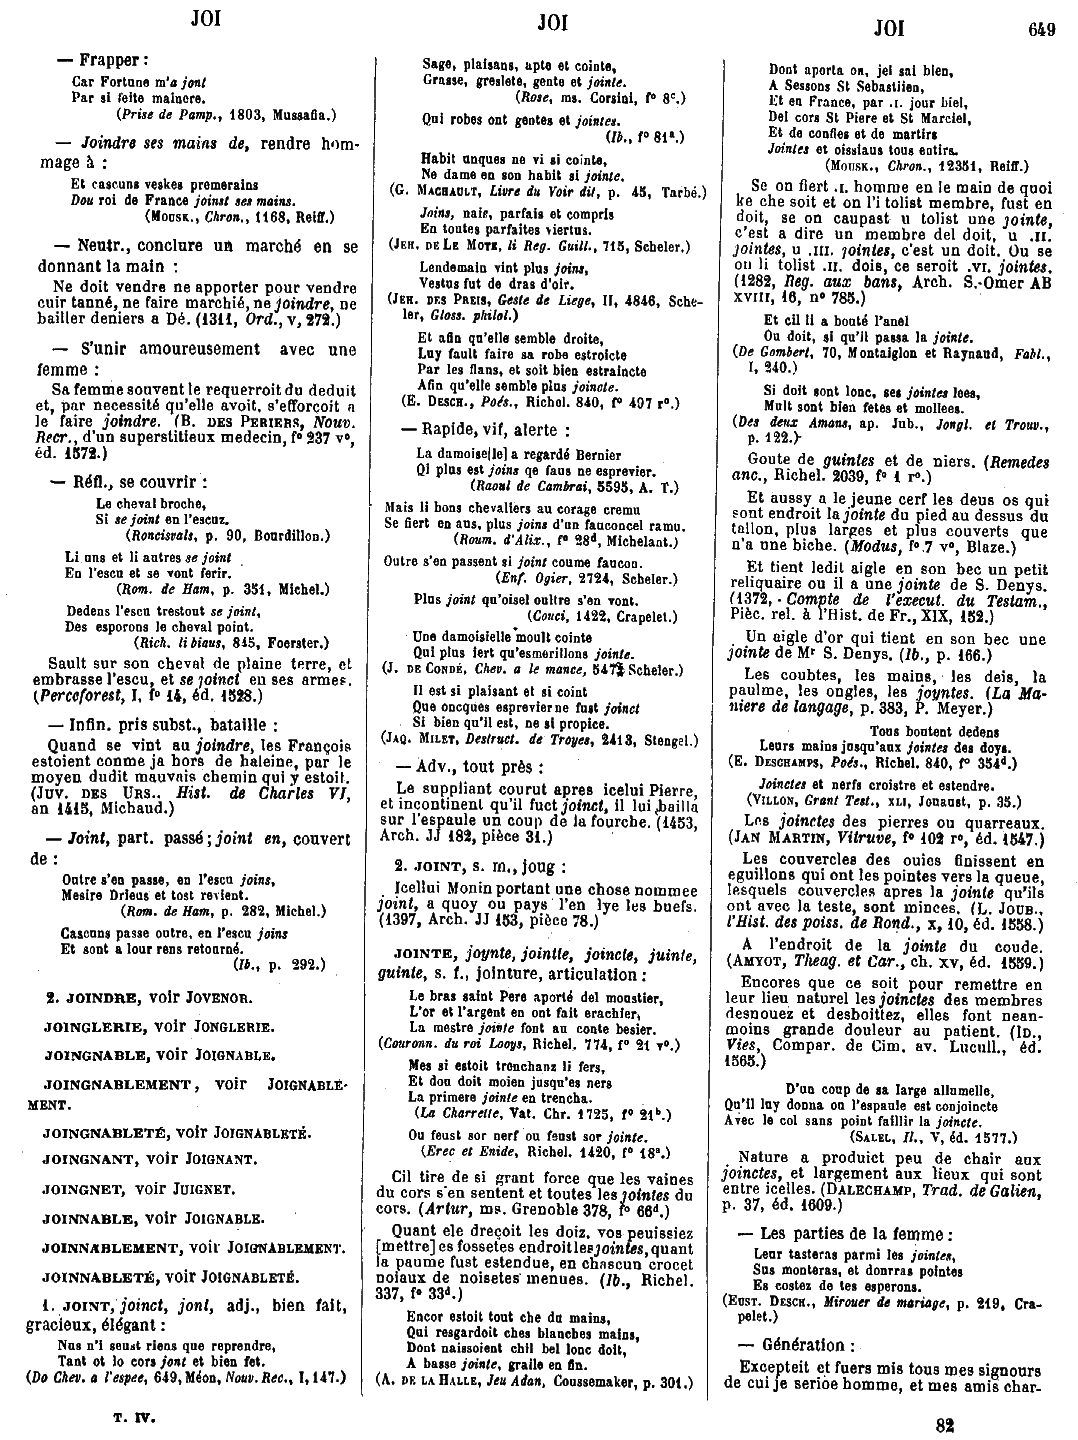 JOI
JOI
JOI
649
— Frapper :
Car Fortune m'a jont
Par si feite mainere.
(Prise de Pamp., 1803, Mussafia.)
— Joindre ses mains de, rendre hom-
mage à :
Et cascuns veskes premerains
Dou roi de France joinst ses mains.
(MOUSK., Chron., 1168, Reiff.)
— Neutr., conclure un marché en se
donnant la main :
Ne doit vendre ne apporter pour vendre
cuir tanné, ne faire marchié, ne joindre, ne
bailler deniers a Dé. (1311, Ord., V, 272.)
— S'unir amoureusement avec une
femme :
Sa femme souvent le requerroit du deduit
et, par necessité qu'elle avoit, s'efforçoit a
le faire joindre. (B. DES PERIERS, Nouv.
Recr., d'un superstitieux medecin, f° 237 v°,
éd. 1572.)
— Réfl., se couvrir :
Le cheval broche,
Si se joint en l'escuz.
(Roncisvals, p. 90, Bourdillon.)
Li uns et li autres se joint
En l'escu et se vont ferir.
(Rom. de Ham, p. 351, Michel.)
Dedens l'escu trestout se joint,
Des esporons le cheval point.
(Rich. li biaus, 845, Foerster.)
Sault sur son cheval de plaine terre, et
embrasse l'escu, et se joinct en ses armes.
(Perceforest, I, f° 14, éd. 1528.)
— Infin. pris subst., bataille :
Quand se vint au joindre, les François
estoient conme ja hors de haleine, par le
moyen dudit mauvais chemin qui y estoit.
(JUV. DES URS., Hist. de Charles VI,
an 1415, Michaud.)
— Joint, part. passé ; joint en, couvert
de :
Outre s'en passe, en l'escu joins,
Mesire Drieus et tost revient.
(Rom. de Ham, p. 282, Michel.)
Cascuns passe outre, en l'escu joins
Et sont a lour rens retourné.
(Ib., p. 292.)
2. JOINDRE, voir JOVENOR.
JOINGLERIE, voir JONGLERIE.
JOINGNABLE, voir JOIGNABLE.
JOINGNABLEMENT, voir JOIGNABLE-
MENT.
JOINGNABLETÉ, voir JOIGNABLETÉ.
JOINGNANT, voir JOIGNANT.
JOINGNET, voir JUIGNET.
JOINNABLE, voir JOIGNABLE.
JOINNABLEMENT, voir JOIGNABLEMENT.
JOINNABLETÉ, voir JOIGNABLETÉ.
1. JOINT, joinct, jont, adj., bien fait,
gracieux, élégant :
Nus n'i seust riens que reprendre,
Tant ot lo cors jont et bien fet.
(Do Chev. a l'espee, 649, Méon, Nouv. Rec., I, 147.)
T. IV.
Sage, plaisans, apte et cointe,
Grasse, greslete, gente et jointe.
(Rose, ms. Corsini, f° 8c.)
Qui robes ont gentes et jointes.
(Ib., f° 81a.)
Habit unques ne vi si cointe,
Ne dame en son habit si jointe.
(G. MACHAULT, Livre du Voir dit, p. 45, Tarbé.)
Joins, naie, parfais et compris
En toutes parfaites viertus.
(JEH. DE LE MOTE, li Reg. Guill., 715, Scheler.)
Lendemain vint plus joins,
Vestus fut de dras d'oir.
(JEH. DES PREIS, Geste de Liege, II, 4846, Sche-
ler, Gloss. philol.)
Et afin qu'elle semble droite,
Luy fault faire sa robe estroicte
Par les flans, et soit bien estraincte
Afin qu'elle semble plus joincte.
(E. DESCH., Poés., Richel. 840, f° 497 r°.)
— Rapide, vif, alerte :
La damoise[le] a regardé Bernier
Qi plus est joins qe faus ne esprevier.
(Raoul de Cambrai, 5595, A. T.)
Mais li bons chevaliers au corage cremu
Se fiert en aus, plus joins d'un fauconcel ramu.
(Roum. d'Alix., f° 28d, Michelant.)
Outre s'en passent si joint coume faucon.
(Enf. Ogier, 2724, Scheler.)
Plus joint qu'oisel oultre s'en vont.
(Couci, 1422, Crapelet.)
Une damoisielle moult cointe
Qui plus iert qu'esmerillons jointe.
(J. DE CONDÉ, Chev. a le mance, 547, Scheler.)
Il est si plaisant et si coint
Que oncques esprevier ne fust joinct
Si bien qu'il est, ne si propice.
(JAQ. MILET, Destruct. de Troyes, 2413, Stengel.)
— Adv., tout près :
Le suppliant courut apres icelui Pierre,
et incontinent qu'il fuct joinct, il lui bailla
sur l'espaule un coup de la fourche. (1453,
Arch. JJ 182, pièce 31.)
2. JOINT, s. m., joug :
Icellui Monin portant une chose nommee
joint, a quoy ou pays l'en lye les buefs.
(1397, Arch. JJ 153, pièce 78.)
JOINTE, joynte, jointte, joincte, juinte,
guinte, s. f., jointure, articulation :
Le bras saint Pere aporté del moustier,
L'or et l'argent en ont fait erachier,
La mestre jointe font au conte besier.
(Couronn. du roi Looys, Richel. 774, f° 21 v°.)
Mes si estoit trenchanz li fers,
Et dou doit moien jusqu'es ners
La primere jointe en trencha.
(La Charrette, Vat. Chr. 1725, f° 21b.)
Ou feust sor nerf ou feust sor jointe.
(Erec et Enide, Richel. 1420, f° 18a.)
Cil tire de si grant force que les vaines
du cors s'en sentent et toutes les jointes du
cors. (Artur, ms. Grenoble 378, f° 66d.)
Quant ele dreçoit les doiz, vos peuissiez
[mettre] es fossetes endroit les jointes, quant
la paume fust estendue, en chascun crocet
noiaux de noisetes menues. (Ib., Richel.
337, f° 33d.)
Encor estoit tout che du mains,
Qui resgardoit ches blanches mains,
Dont naissoient chil bel lonc doit,
A basse jointe, graile en fin.
(A. DE LA HALLE, Jeu Adan, Coussemaker, p. 301.)
Dont aporta on, jel sai bien,
A Sessons St Sebastiien,
Et en France, par .I. jour biel,
Del cors St Piere et St Marciel,
Et de confies et de martirs
Jointes et oisslaus tous entirs.
(MOUSK., Chron., 12351, Reiff.)
Se on fiert .I. homme en le main de quoi
ke che soit et on l'i tolist membre, fust en
doit, se on caupast u tolist une jointe,
c'est a dire un membre del doit, u .II.
jointes, u .III. jointes, c'est un doit. Ou se
on li tolist .II. dois, ce seroit .VI. jointes.
(1282, Reg. aux bans, Arch. S.-Omer AB
XVIII, 16, n° 785.)
Et cil li a bouté l'anel
Ou doit, si qu'il passa la jointe.
(De Gombert, 70, Montaiglon et Raynaud, Fabl.,
I, 240.)
Si doit sont lonc, ses jointes lees,
Mult sont bien fetes et mollees.
(Des deux Amans, ap. Jub., Jongl. et Trouv.,
p. 122.)
Goute de guintes et de niers. (Remedes
anc., Richel. 2039, f° 1 r°.)
Et aussy a le jeune cerf les deus os qui
sont endroit la jointe du pied au dessus du
tallon, plus larges et plus couverts que
n'a une biche. (Modus, f° 7 v°, Blaze.)
Et tient ledit aigle en son bec un petit
reliquaire ou il a une jointe de S. Denys.
(1372, Compte de l'execut. du Testam.,
Pièc. rel. à l'Hist. de Fr., XIX, 152.)
Un aigle d'or qui tient en son bec une
jointe de Mr S. Denys. (Ib., p. 166.)
Les coubtes, les mains, les deis, la
paulme, les ongles, les joyntes. (La Ma-
niere de langage, p. 383, P. Meyer.)
Tous boutent dedens
Leurs mains jusqu'aux jointes des doys.
(E. DESCHAMPS, Poés., Richel. 840, f° 354d.)
Joinctes et nerfs croistre et estendre.
(VILLON, Grant Test., XLI, Jouaust, p. 35.)
Les joinctes des pierres ou quarreaux.
(JAN MARTIN, Vitruve, f° 102 r°, éd. 1547.)
Les couvercles des ouies finissent en
eguillons qui ont les pointes vers la queue,
lesquels couvercles apres la jointe qu'ils
ont avec la teste, sont minces. (L. JOUB.,
l'Hist. des poiss. de Rond., X, 10, éd. 1558.)
A l'endroit de la jointe du coude.
(AMYOT, Theag. et Car., ch. XV, éd. 1559.)
Encores que ce soit pour remettre en
leur lieu naturel les joinctes des membres
desnouez et desboittez, elles font nean-
moins grande douleur au patient. (ID.,
Vies, Compar. de Cim. av. Lucull., éd.
1565.)
D'un coup de sa large allumelle,
Qu'il luy donna ou l'espaule est conjoincte
Avec le col sans point faillir la joincte.
(SALEL, Il., V, éd. 1577.)
Nature a produict peu de chair aux
joinctes, et largement aux lieux qui sont
entre icelles. (DALECHAMP, Trad. de Galien,
p. 37, éd. 1609.)
— Les parties de la femme :
Leur tasteras parmi les jointes,
Sus monteras, et donrras pointes
Es costez de tes esperons.
(EUST. DESCH., Mirouer de mariage, p. 219, Cra-
pelet.)
— Génération :
Excepteit et fuers mis tous mes signours
de cui je serioe homme, et mes amis char-
82